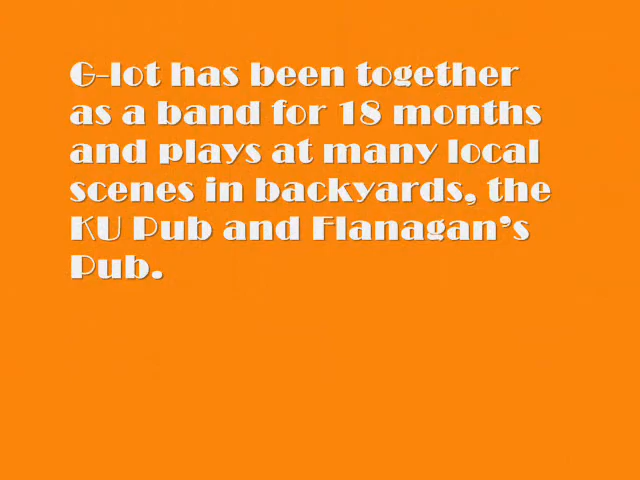 G-lot has been together
as a band for 18 months
and plays at many local
scenes in backyards, the
KU Pub and Flanagan's
Pub.